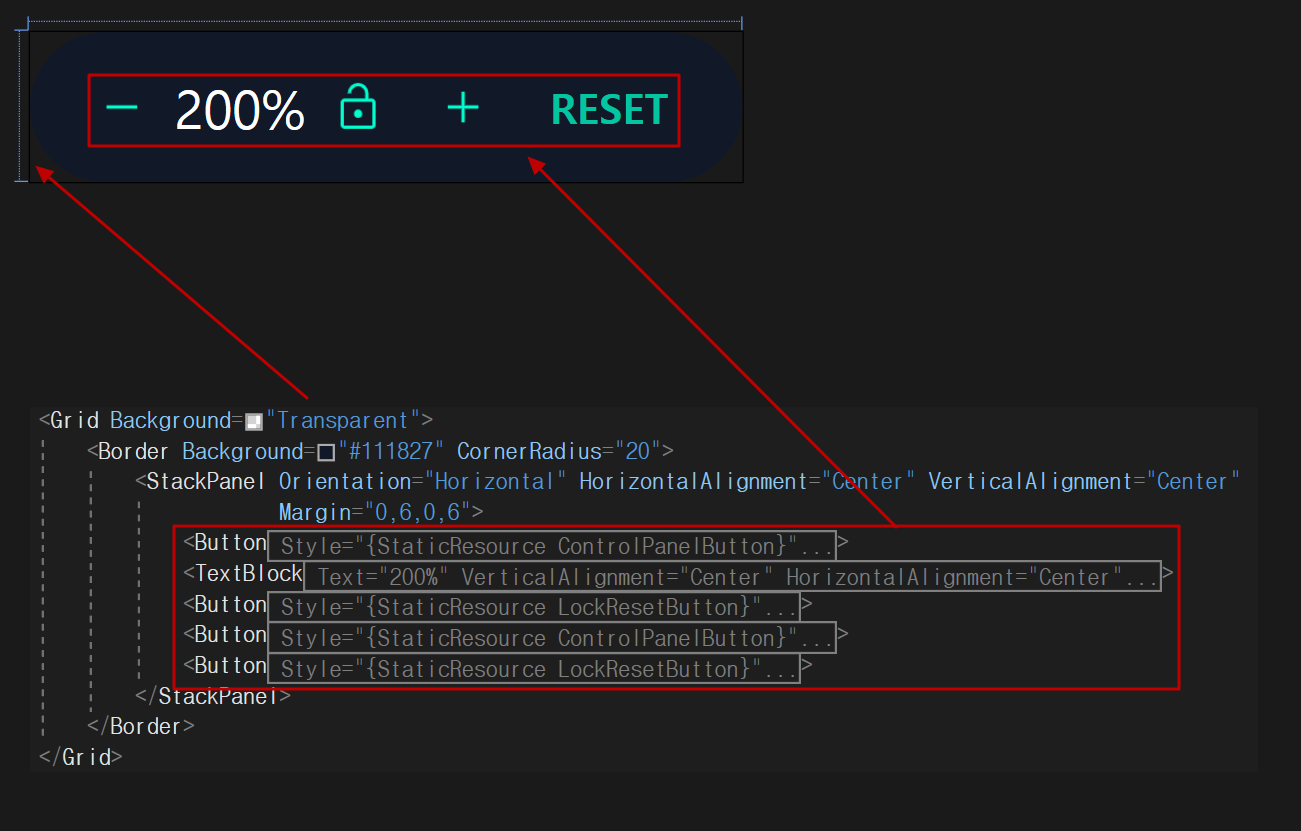 200% RESET
<Grid Background="Transparent">
<Border Background="#111827" CornerRadius="20">
<StackPanel Orientation="Horizontal" HorizontalAlignment="Center" VerticalAlignment="Center"
Margin="0,6,0,6">
<Button Style="{StaticResource ControlPanelButton}"...>
<TextBlock Text="200%" VerticalAlignment="Center" HorizontalAlignment="Center"...>
<Button Style="{StaticResource LockResetButton}"...>
<Button Style="{StaticResource ControlPanelButton}"...>
<Button Style="{StaticResource LockResetButton}"...>
</StackPanel>
</Border>
</Grid>